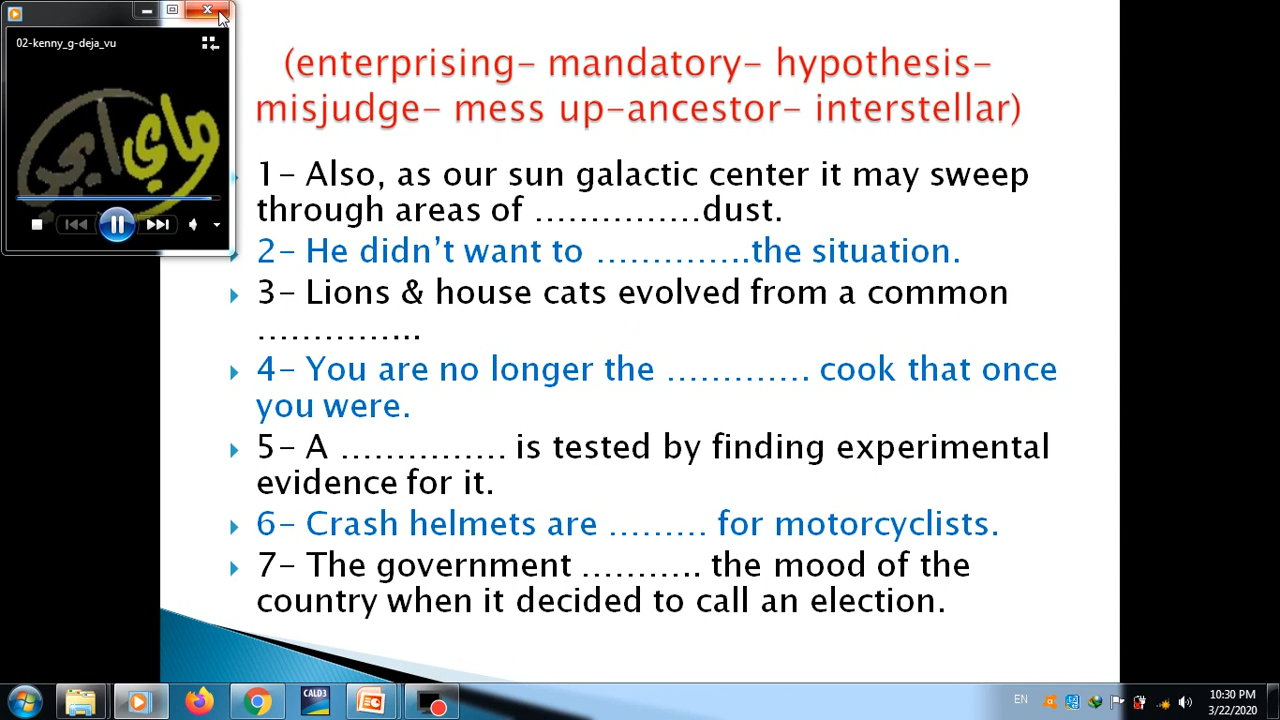 02-kenny_g-deja_vu
(enterprising- mandatory- hypothesis-
misjudge- mess up-ancestor- interstellar)
1- Also, as our sun galactic center it may sweep
through areas of ……………..dust.
2- He didn't want to …………..the situation.
3- Lions & house cats evolved from a common
……………..
4- You are no longer the …………. cook that once
you were.
5- A …………… is tested by finding experimental
evidence for it.
6- Crash helmets are ……… for motorcyclists.
7- The government ……….. the mood of the
country when it decided to call an election.
CALD3
EN
10:30 PM
3/22/2020